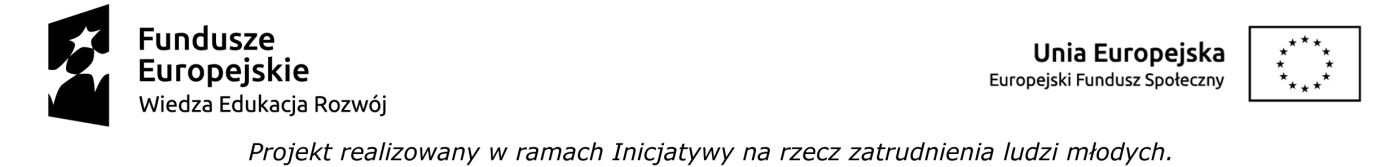 Fundusze
Europejskie
Wiedza Edukacja Rozwój
Unia Europejska
Europejski Fundusz Społeczny
Projekt realizowany w ramach Inicjatywy na rzecz zatrudnienia ludzi młodych.